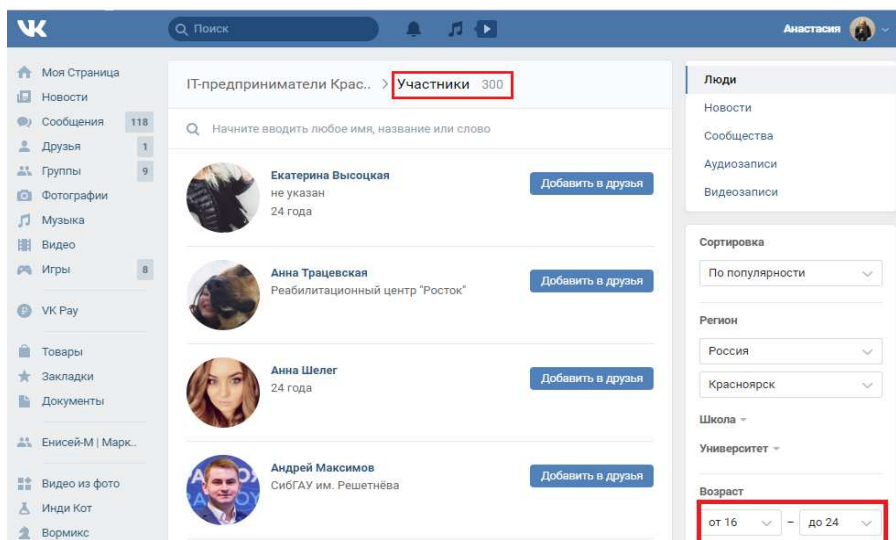 Поиск
Анастасия
Моя Страница
Новости
Сообщения 118
Друзья 1
Группы 9
Фотографии
Музыка
Видео
Игры 8
VK Pay
Товары
Закладки
Документы
Енисей-М | Марк..
Видео из фото
Инди Кот
Вормикс
IT-предприниматели Крас.. > Участники 300
Начните вводить любое имя, название или слово
Екатерина Высоцкая
не указан
24 года
Добавить в друзья
Анна Трацевская
Реабилитационный центр "Росток"
Добавить в друзья
Анна Шелег
24 года
Добавить в друзья
Андрей Максимов
СибГАУ им. Решетнёва
Добавить в друзья
Люди
Новости
Сообщества
Аудиозаписи
Видеозаписи
Сортировка
По популярности
Регион
Россия
Красноярск
Школа
Университет
Возраст
от 16 – до 24